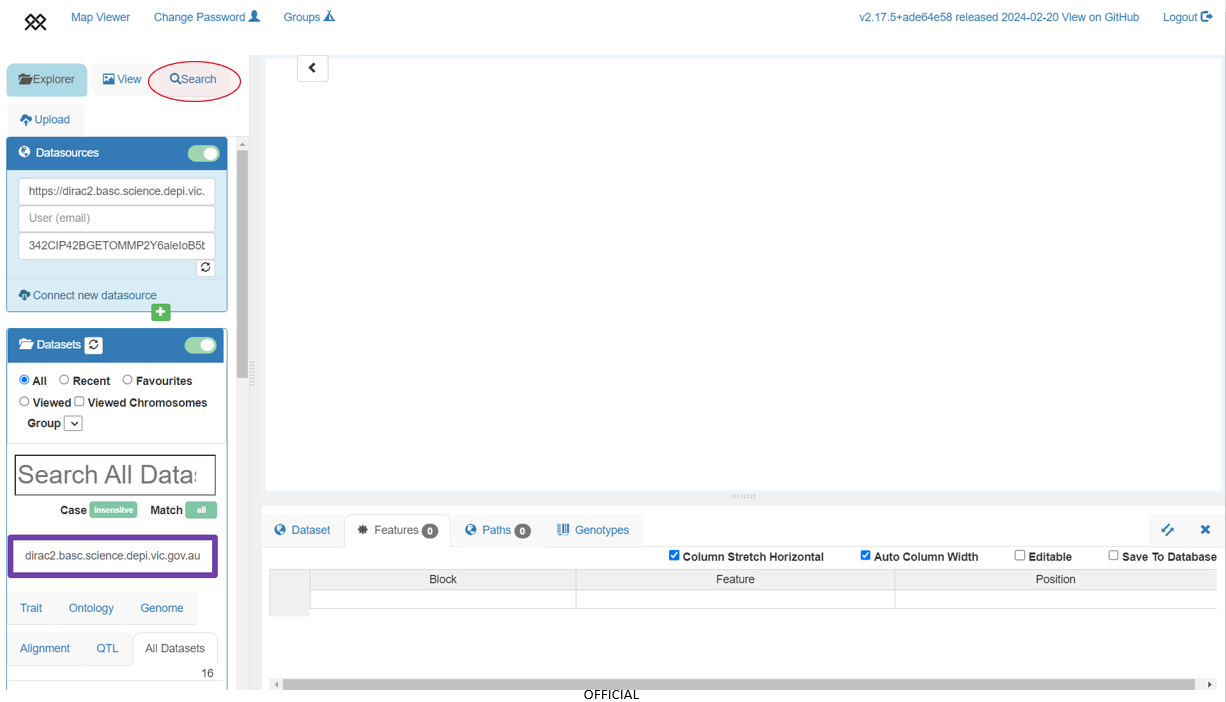 Map Viewer Change Password Groups v2.17.5+ade64e58 released 2024-02-20 View on GitHub Logout
Explorer View Search
Upload
Datasources
https://dirac2.basc.science.depi.vic.
User (email)
Connect new datasource
Datasets
All Recent Favourites
Viewed Viewed Chromosomes
Group
Search All Data
Case insensitve Match all
dirac2.basc.science.depi.vic.gov.au
Trait Ontology Genome
Alignment QTL All Datasets
16
Dataset Features 0 Paths 0 Genotypes
Column Stretch Horizontal Auto Column Width Editable Save To Database
Block Feature Position
OFFICIAL